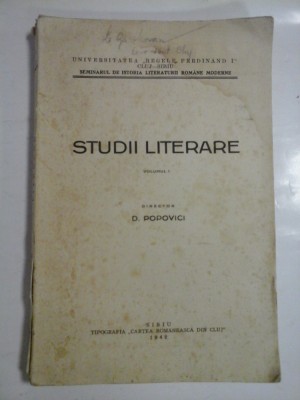 UNIVERSITATEA „REGELE FERDINAND I”
CLUJ-SIBIU
SEMINARUL DE ISTORIA LITERATURII ROMÂNE MODERNE
STUDII LITERARE
VOLUMUL I
DIRECTOR
D. POPOVICI
SIBIU
TIPOGRAFIA „CARTEA ROMÂNEASCĂ DIN CLUJ”